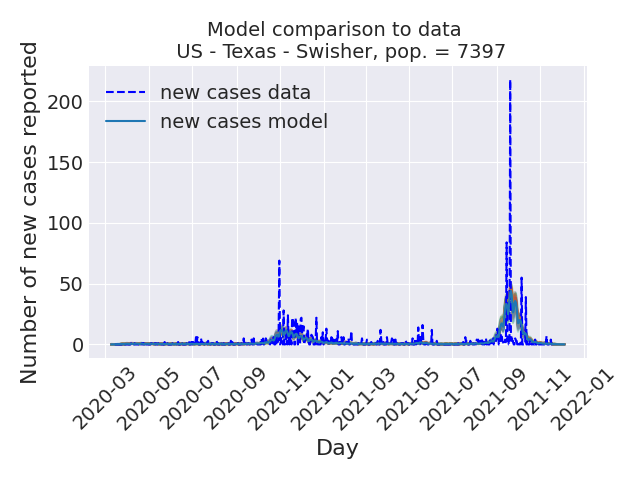 Model comparison to data
US - Texas - Swisher, pop. = 7397
Number of new cases reported
200
150
100
50
0
new cases data
new cases model
2020-03
2020-05
2020-07
2020-09
2020-11
2021-01
2021-03
2021-05
2021-07
2021-09
2021-11
2022-01
Day